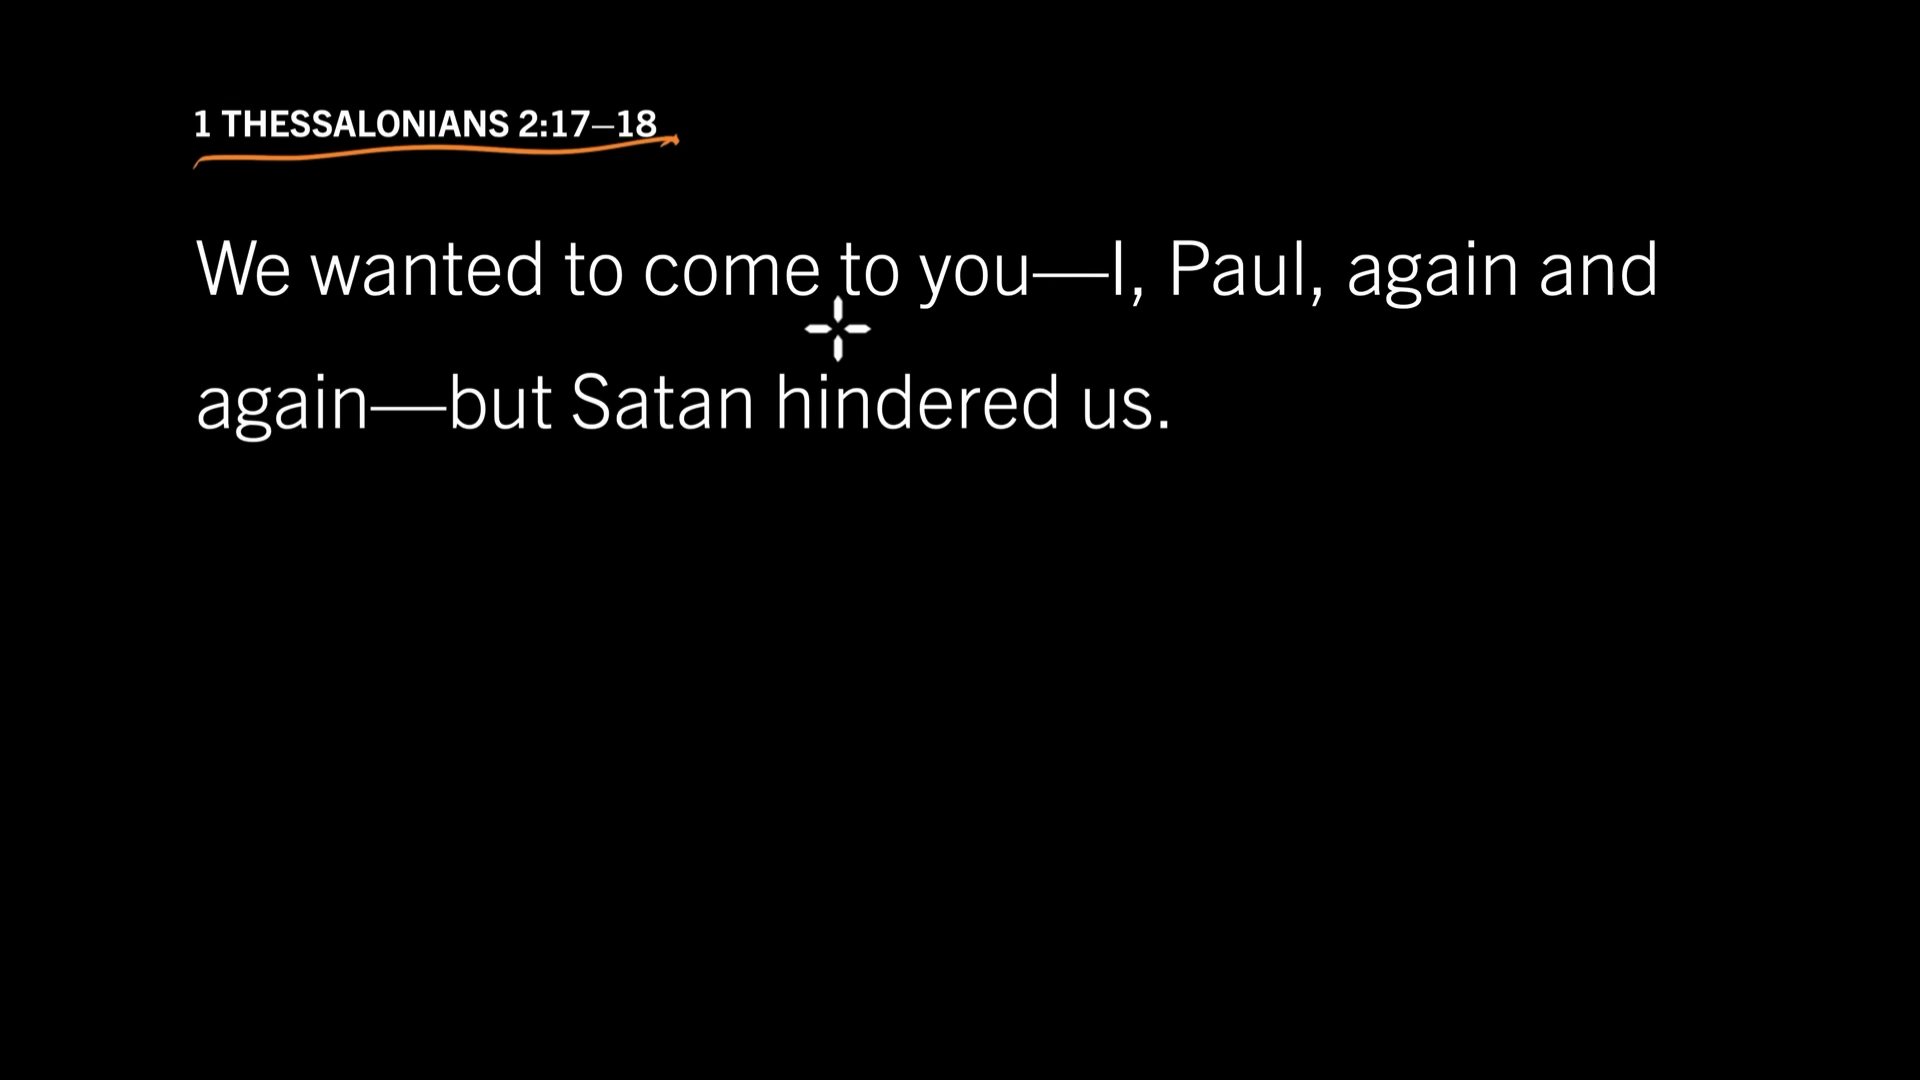 1 THESSALONIANS 2:17–18
We wanted to come to you—I, Paul, again and
again—but Satan hindered us.